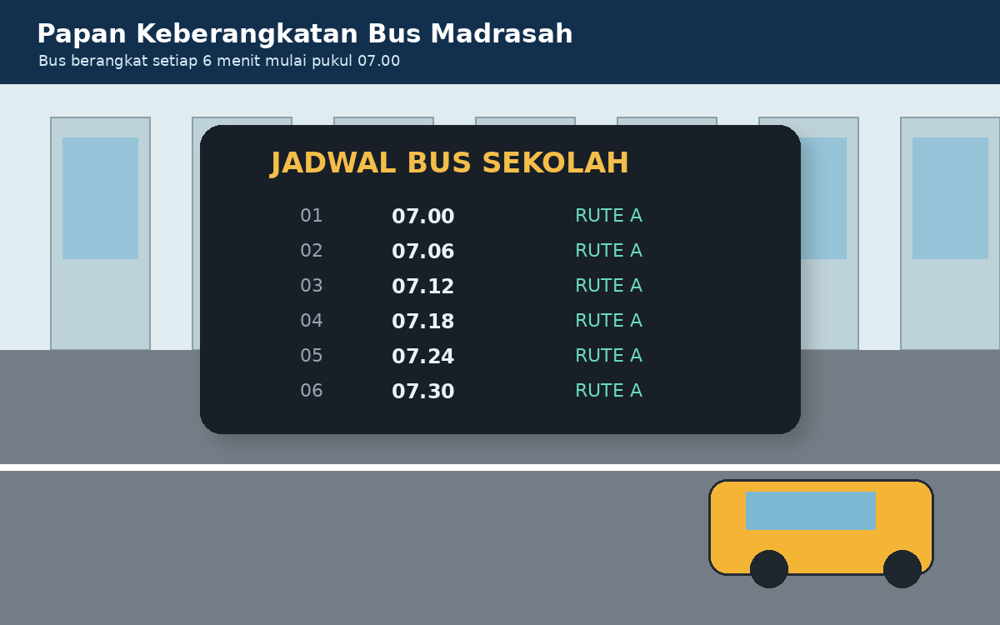 Papan Keberangkatan Bus Madrasah
Bus berangkat setiap 6 menit mulai pukul 07.00
JADWAL BUS SEKOLAH
01 07.00 RUTE A
02 07.06 RUTE A
03 07.12 RUTE A
04 07.18 RUTE A
05 07.24 RUTE A
06 07.30 RUTE A